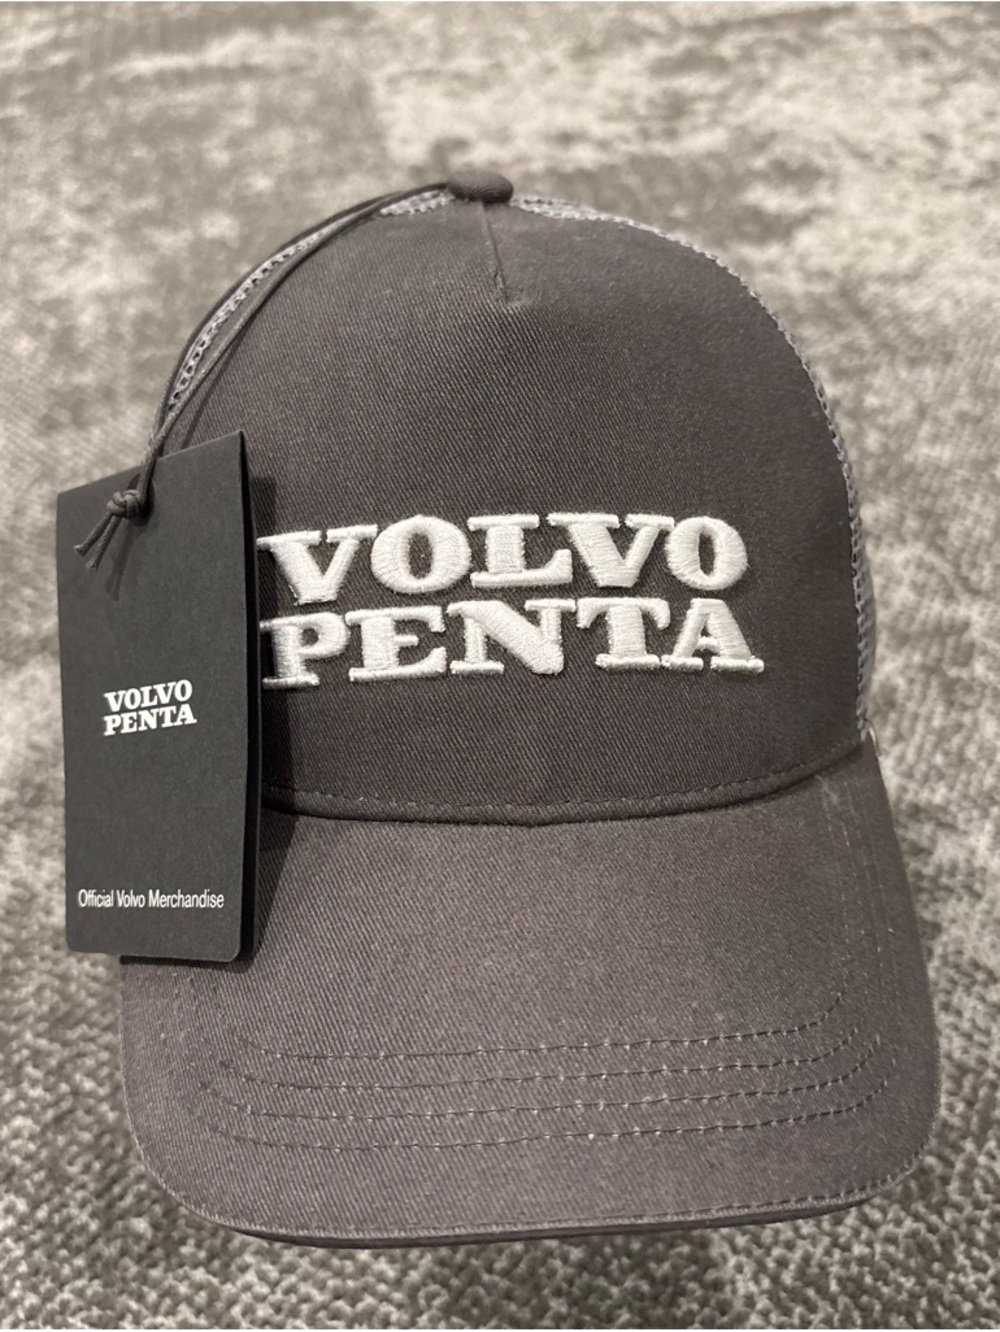 VOLVO
PENTA
VOLVO
PENTA
Official Volvo Merchandise